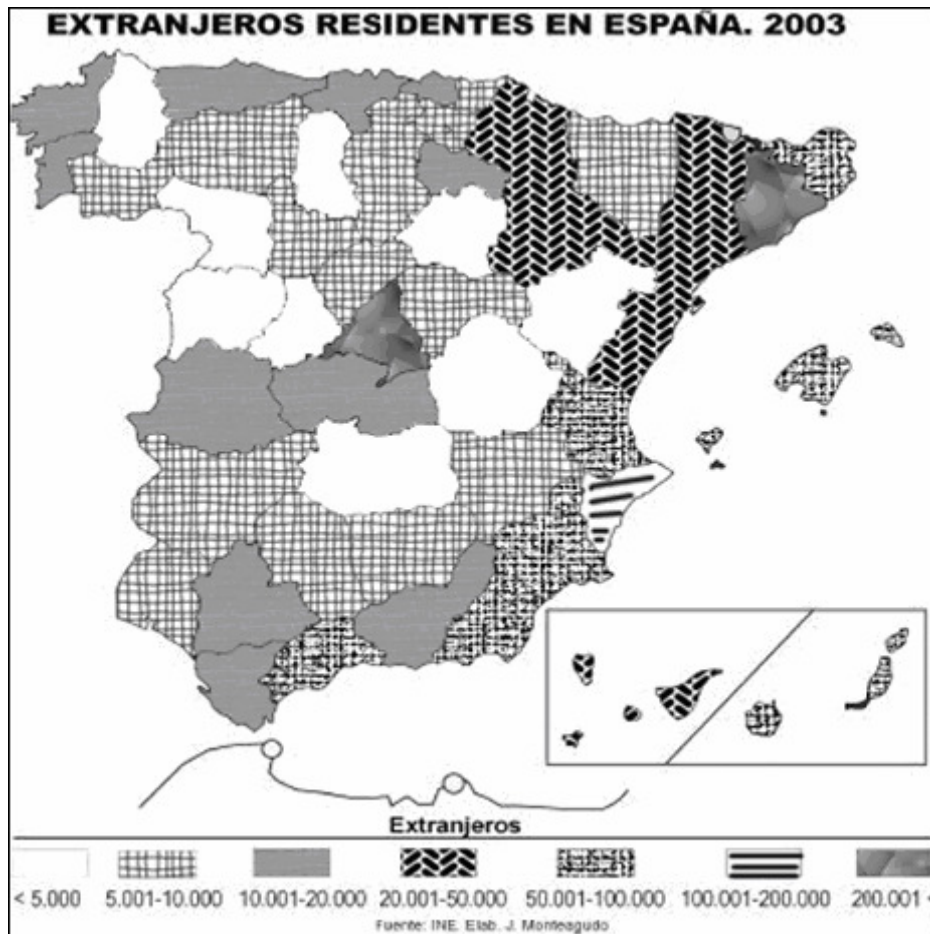 EXTRANJEROS RESIDENTES EN ESPAÑA. 2003
Extranjeros
< 5.000 5.001-10.000 10.001-20.000 20.001-50.000 50.001-100.000 100.001-200.000 200.001 <
Fuente: INE. Elab. J. Monteagudo